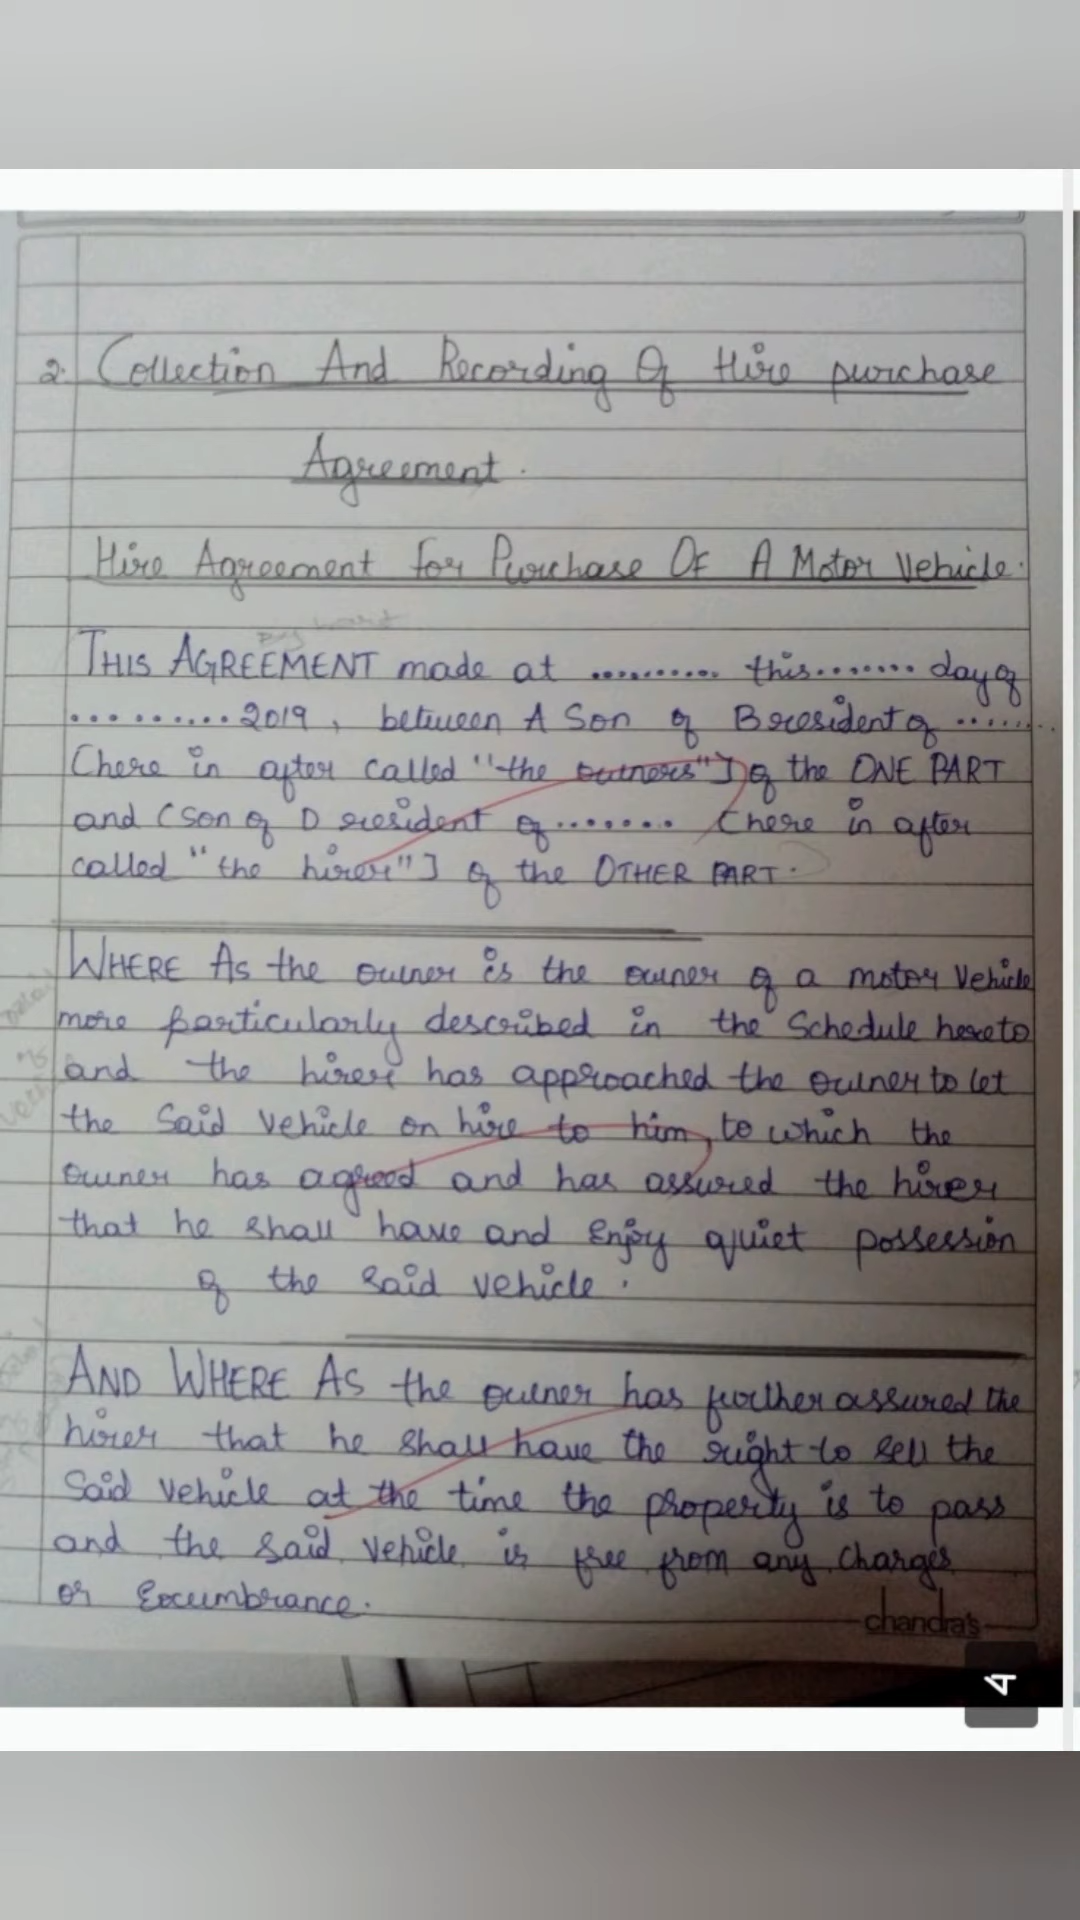 2. Collection And Recording Of Hire purchase
Agreement.
Hire Agreement for Purchase Of A Motor Vehicle.
THIS AGREEMENT made at .......... this........ day of
.......... 2019, between A Son of B resident of .......
(here in after called "the owners"] of the ONE PART
and (Son of D resident of ....... (here in after
called "the hirer"] of the OTHER PART.
WHERE As the owner is the owner of a motor Vehicle
more particularly described in the Schedule here to
and the hirer has approached the owner to let
the Said Vehicle on hire to him, to which the
owner has agreed and has assured the hirer
that he shall have and Enjoy quiet possession
of the Said vehicle.
AND WHERE AS the owner has further assured the
hirer that he shall have the right to sell the
Said vehicle at the time the property is to pass
and the said vehicle is free from any charges
or Eocumbrance.
chandra's
4